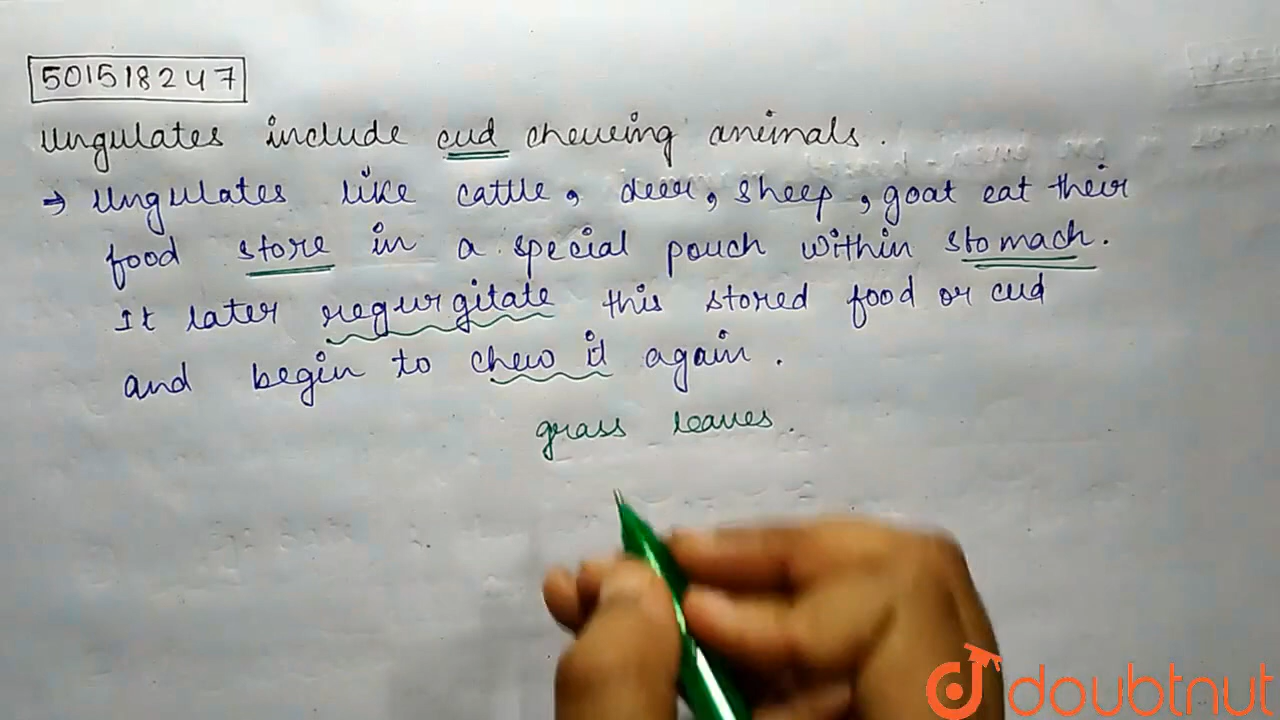 501518247
Ungulates include cud chewing animals.
→ Ungulates like cattle, deer, sheep, goat eat their
food store in a special pouch within stomach.
It later regurgitate this stored food or cud
and begin to chew it again.
grass leaves.
doubtnut